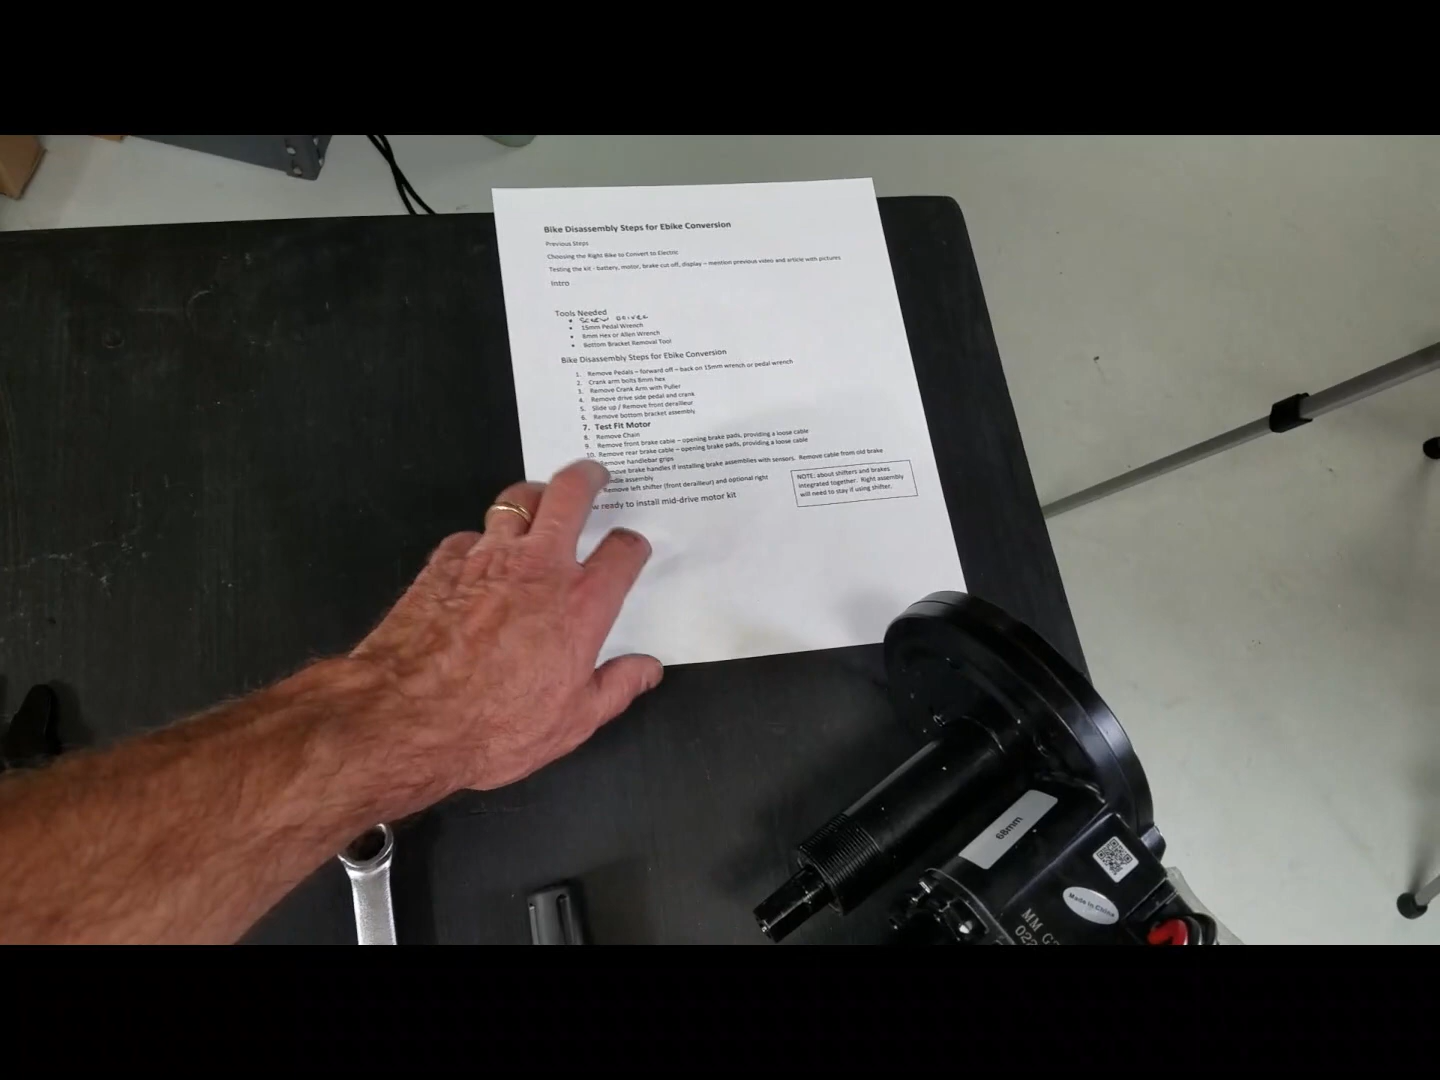 Bike Disassembly Steps for Ebike Conversion
Previous Steps
Choosing the Right Bike to Convert to Electric
Testing the kit - battery, motor, brake cut off, display – mention previous video and article with pictures
Intro
Tools Needed
• Screw Driver
• 15mm Pedal Wrench
• 8mm Hex or Allen Wrench
• Bottom Bracket Removal Tool
Bike Disassembly Steps for Ebike Conversion
1. Remove Pedals – forward off – back on 15mm wrench or pedal wrench
2. Crank arm bolts 8mm hex
3. Remove Crank Arm with Puller
4. Remove drive side pedal and crank
5. Slide up / Remove front derailleur
6. Remove bottom bracket assembly
7. Test Fit Motor
8. Remove Chain
9. Remove front brake cable – opening brake pads, providing a loose cable
10. Remove rear brake cable – opening brake pads, providing a loose cable
Remove handlebar grips
move brake handles if installing brake assemblies with sensors. Remove cable from old brake
ndle assembly
Remove left shifter (front derailleur) and optional right
w ready to install mid-drive motor kit
NOTE: about shifters and brakes
integrated together. Right assembly
will need to stay if using shifter.
68mm
Made in China
MM G
022